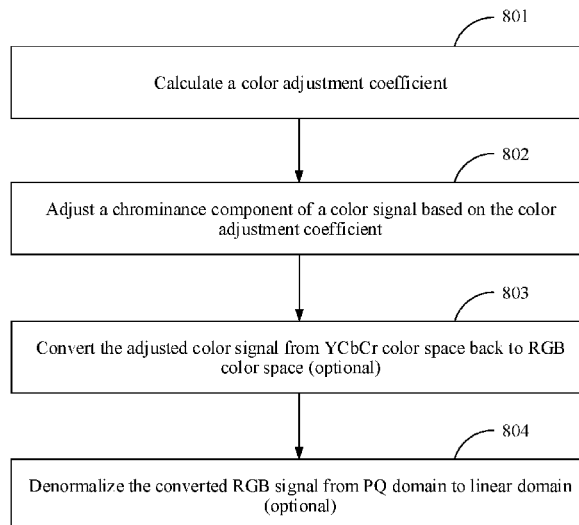 801
Calculate a color adjustment coefficient
802
Adjust a chrominance component of a color signal based on the color
adjustment coefficient
803
Convert the adjusted color signal from YCbCr color space back to RGB
color space (optional)
804
Denormalize the converted RGB signal from PQ domain to linear domain
(optional)